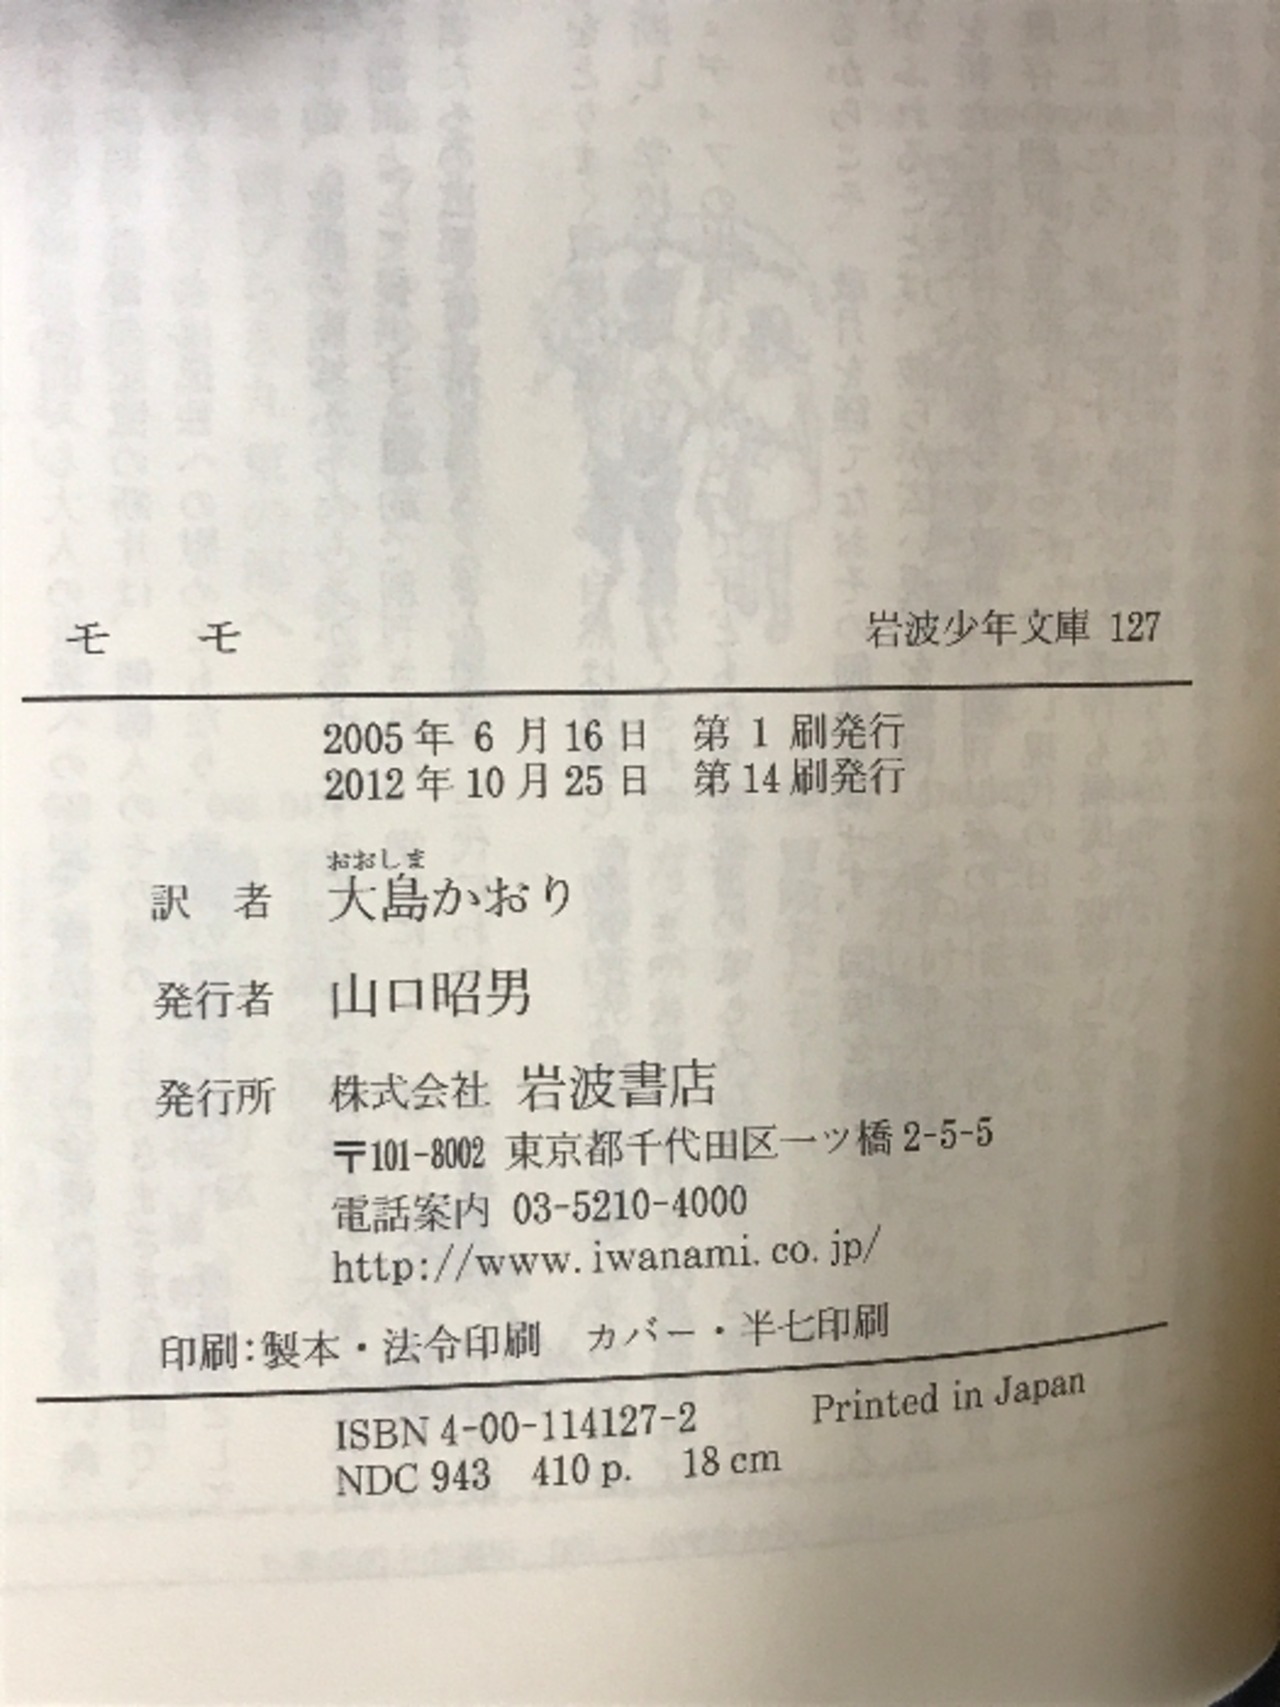 モモ 岩波少年文庫 127
2005年 6 月16日 第 1 刷発行
2012年10月25日 第14刷発行
おおしま
訳 者 大島かおり
発行者 山口昭男
発行所 株式会社 岩波書店
〒101-8002 東京都千代田区一ツ橋2-5-5
電話案内 03-5210-4000
http://www.iwanami.co.jp/
印刷:製本・法令印刷 カバー・半七印刷
ISBN 4-00-114127-2 Printed in Japan
NDC 943 410 p. 18 cm